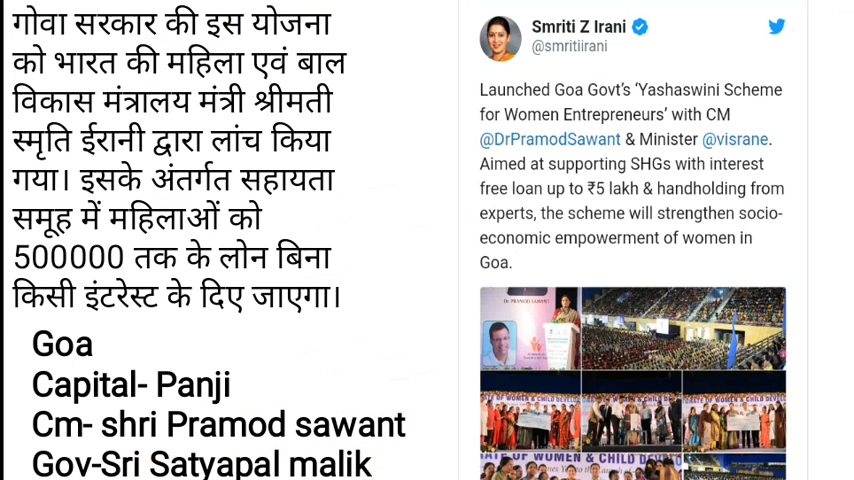 गोवा सरकार की इस योजना
को भारत की महिला एवं बाल
विकास मंत्रालय मंत्री श्रीमती
स्मृति ईरानी द्वारा लांच किया
गया। इसके अंतर्गत सहायता
समूह में महिलाओं को
500000 तक के लोन बिना
किसी इंटरेस्ट के दिए जाएगा।
Goa
Capital- Panji
Cm- shri Pramod sawant
Gov-Sri Satyapal malik
Smriti Z Irani
@smritiirani
Launched Goa Govt's ‘Yashaswini Scheme
for Women Entrepreneurs’ with CM
@DrPramodSawant & Minister @visrane.
Aimed at supporting SHGs with interest
free loan up to ₹5 lakh & handholding from
experts, the scheme will strengthen socio-
economic empowerment of women in
Goa.